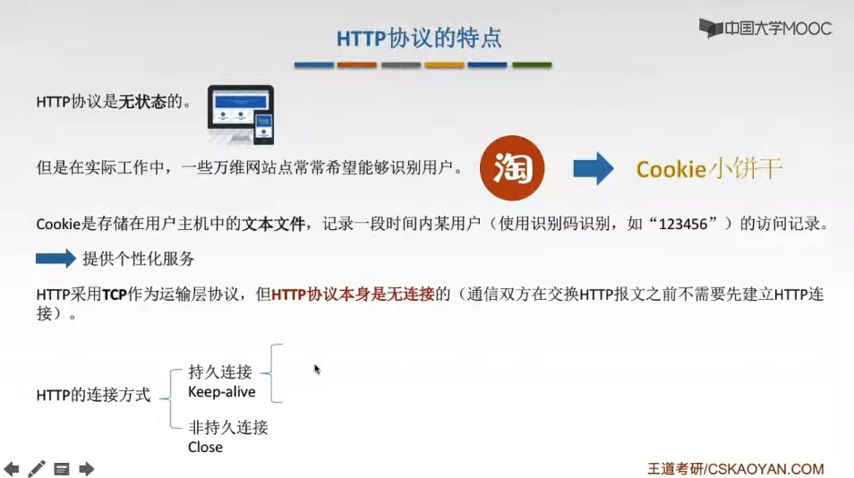 中国大学MOOC
HTTP协议的特点
HTTP协议是无状态的。
但是在实际工作中，一些万维网站点常常希望能够识别用户。
淘
Cookie小饼干
Cookie是存储在用户主机中的文本文件，记录一段时间内某用户（使用识别码识别，如“123456”）的访问记录。
提供个性化服务
HTTP采用TCP作为运输层协议，但HTTP协议本身是无连接的（通信双方在交换HTTP报文之前不需要先建立HTTP连
接）。
HTTP的连接方式
持久连接
Keep-alive
非持久连接
Close
王道考研/CSKAOYAN.COM